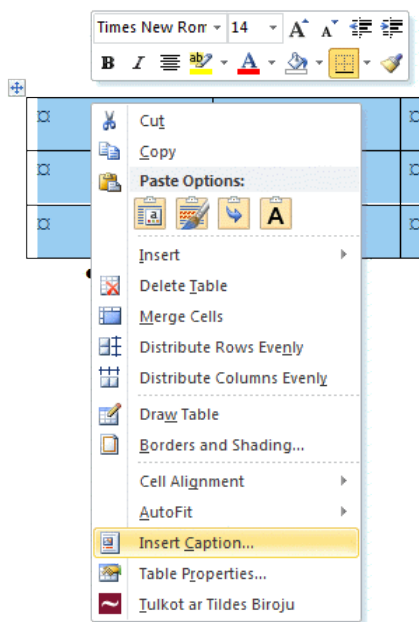 Times New Rom 14 A A
B I ab A
Cut
Copy
Paste Options:
a A
Insert
Delete Table
Merge Cells
Distribute Rows Evenly
Distribute Columns Evenly
Draw Table
Borders and Shading...
Cell Alignment
AutoFit
Insert Caption...
Table Properties...
Tulkot ar Tildes Biroju